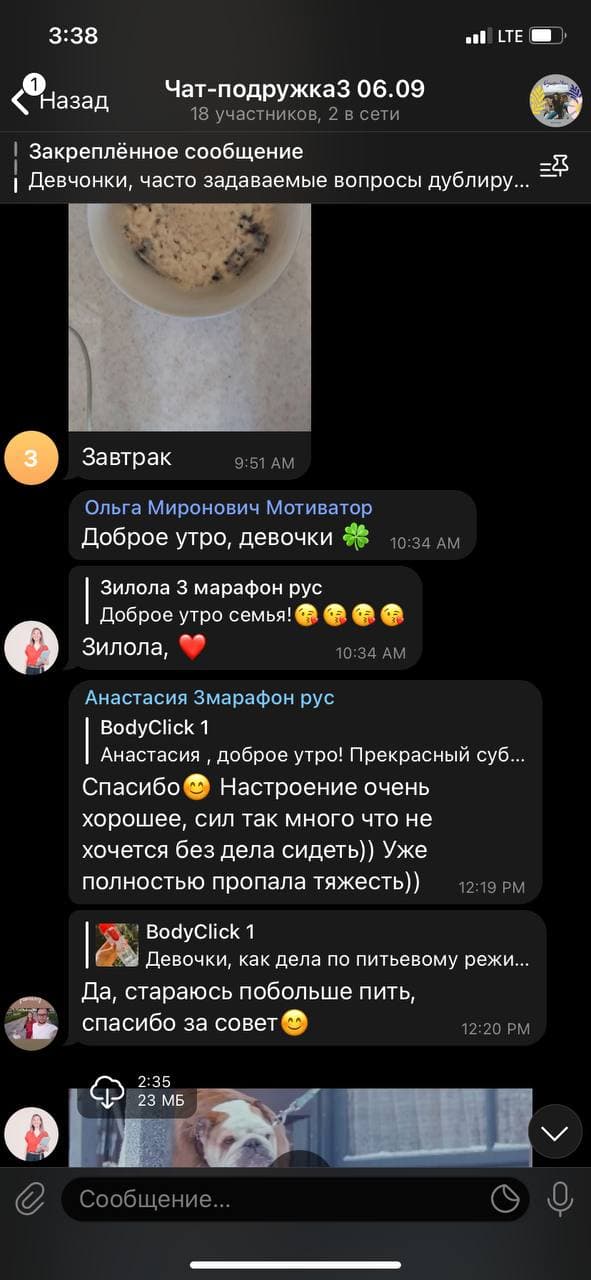 3:38
LTE
1
Назад
Чат-подружка3 06.09
18 участников, 2 в сети
Закреплённое сообщение
Девчонки, часто задаваемые вопросы дублиру...
З
Завтрак
9:51 AM
Ольга Миронович Мотиватор
Доброе утро, девочки 🍀
10:34 AM
Зилола 3 марафон рус
Доброе утро семья!😘😘😘😘
Зилола, ❤️
10:34 AM
Анастасия 3марафон рус
BodyClick 1
Анастасия , доброе утро! Прекрасный суб...
Спасибо😊 Настроение очень
хорошее, сил так много что не
хочется без дела сидеть)) Уже
полностью пропала тяжесть))
12:19 PM
BodyClick 1
Девочки, как дела по питьевому режи...
Да, стараюсь побольше пить,
спасибо за совет😊
12:20 PM
2:35
23 МБ
Сообщение...